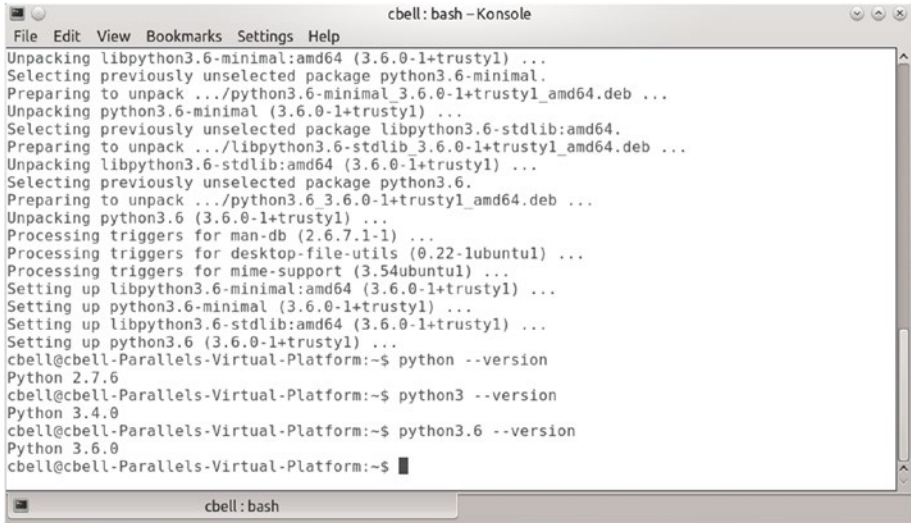 cbell : bash – Konsole
File Edit View Bookmarks Settings Help
Unpacking libpython3.6-minimal:amd64 (3.6.0-1+trusty1) ...
Selecting previously unselected package python3.6-minimal.
Preparing to unpack .../python3.6-minimal_3.6.0-1+trusty1_amd64.deb ...
Unpacking python3.6-minimal (3.6.0-1+trusty1) ...
Selecting previously unselected package libpython3.6-stdlib:amd64.
Preparing to unpack .../libpython3.6-stdlib_3.6.0-1+trusty1_amd64.deb ...
Unpacking libpython3.6-stdlib:amd64 (3.6.0-1+trusty1) ...
Selecting previously unselected package python3.6.
Preparing to unpack .../python3.6_3.6.0-1+trusty1_amd64.deb ...
Unpacking python3.6 (3.6.0-1+trusty1) ...
Processing triggers for man-db (2.6.7.1-1) ...
Processing triggers for desktop-file-utils (0.22-1ubuntu1) ...
Processing triggers for mime-support (3.54ubuntu1) ...
Setting up libpython3.6-minimal:amd64 (3.6.0-1+trusty1) ...
Setting up python3.6-minimal (3.6.0-1+trusty1) ...
Setting up libpython3.6-stdlib:amd64 (3.6.0-1+trusty1) ...
Setting up python3.6 (3.6.0-1+trusty1) ...
cbell@cbell-Parallels-Virtual-Platform:~$ python --version
Python 2.7.6
cbell@cbell-Parallels-Virtual-Platform:~$ python3 --version
Python 3.4.0
cbell@cbell-Parallels-Virtual-Platform:~$ python3.6 --version
Python 3.6.0
cbell@cbell-Parallels-Virtual-Platform:~$
cbell : bash